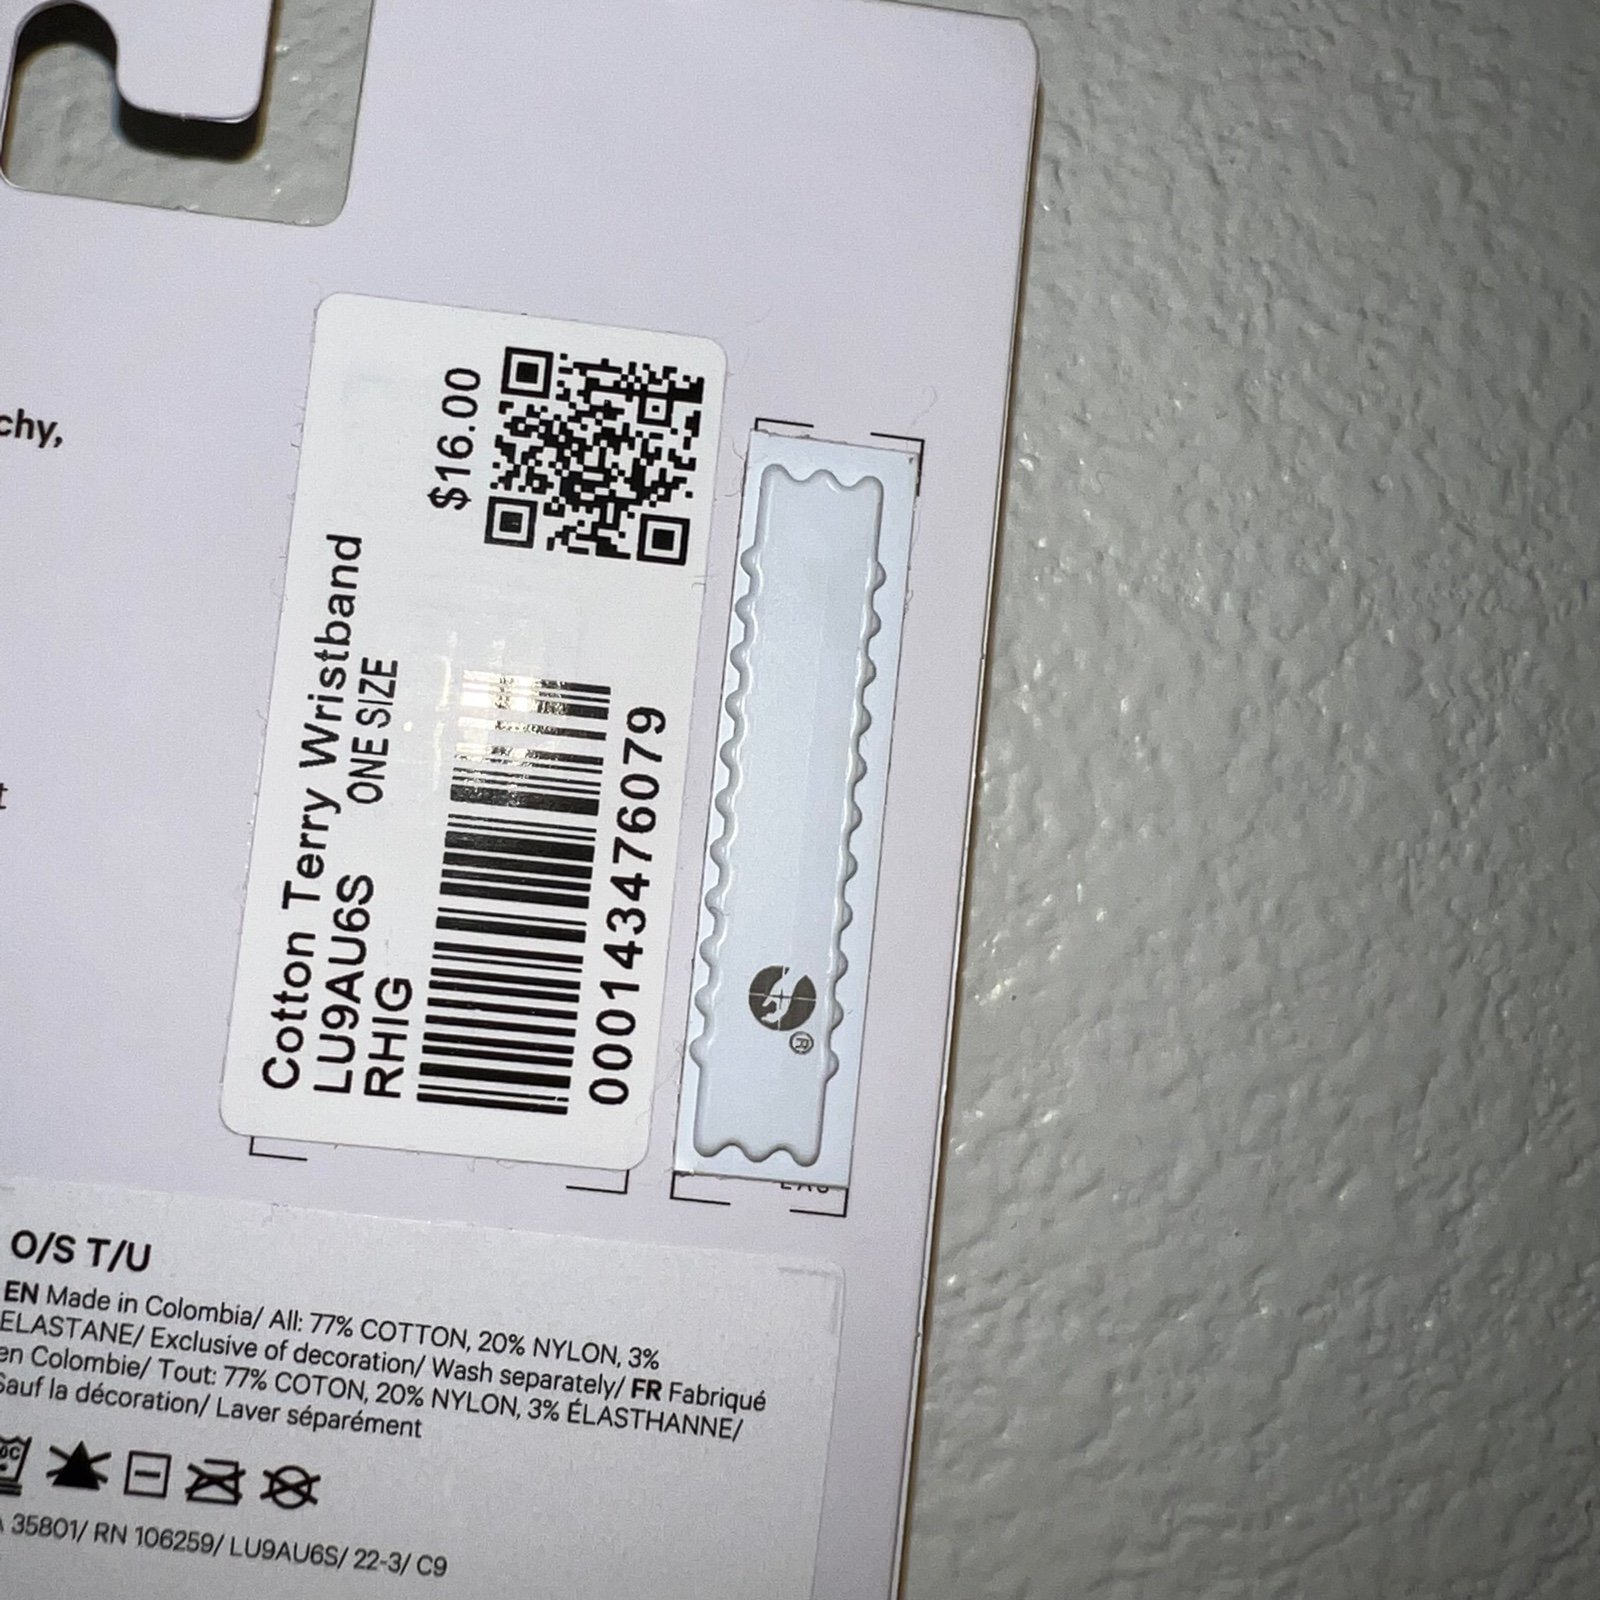 chy,
t
$16.00
Cotton Terry Wristband
LU9AU6S ONE SIZE
RHIG
000143476079
®
O/S T/U
EN Made in Colombia/ All: 77% COTTON, 20% NYLON, 3%
ELASTANE/ Exclusive of decoration/ Wash separately/ FR Fabriqué
en Colombie/ Tout: 77% COTON, 20% NYLON, 3% ÉLASTHANNE/
Sauf la décoration/ Laver séparément
35801/ RN 106259/ LU9AU6S/ 22-3/ C9